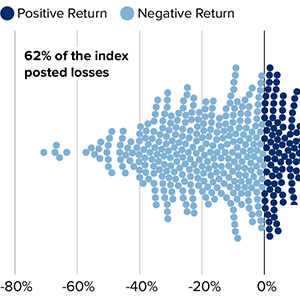 Positive Return Negative Return
62% of the index
posted losses
-80% -60% -40% -20% 0%